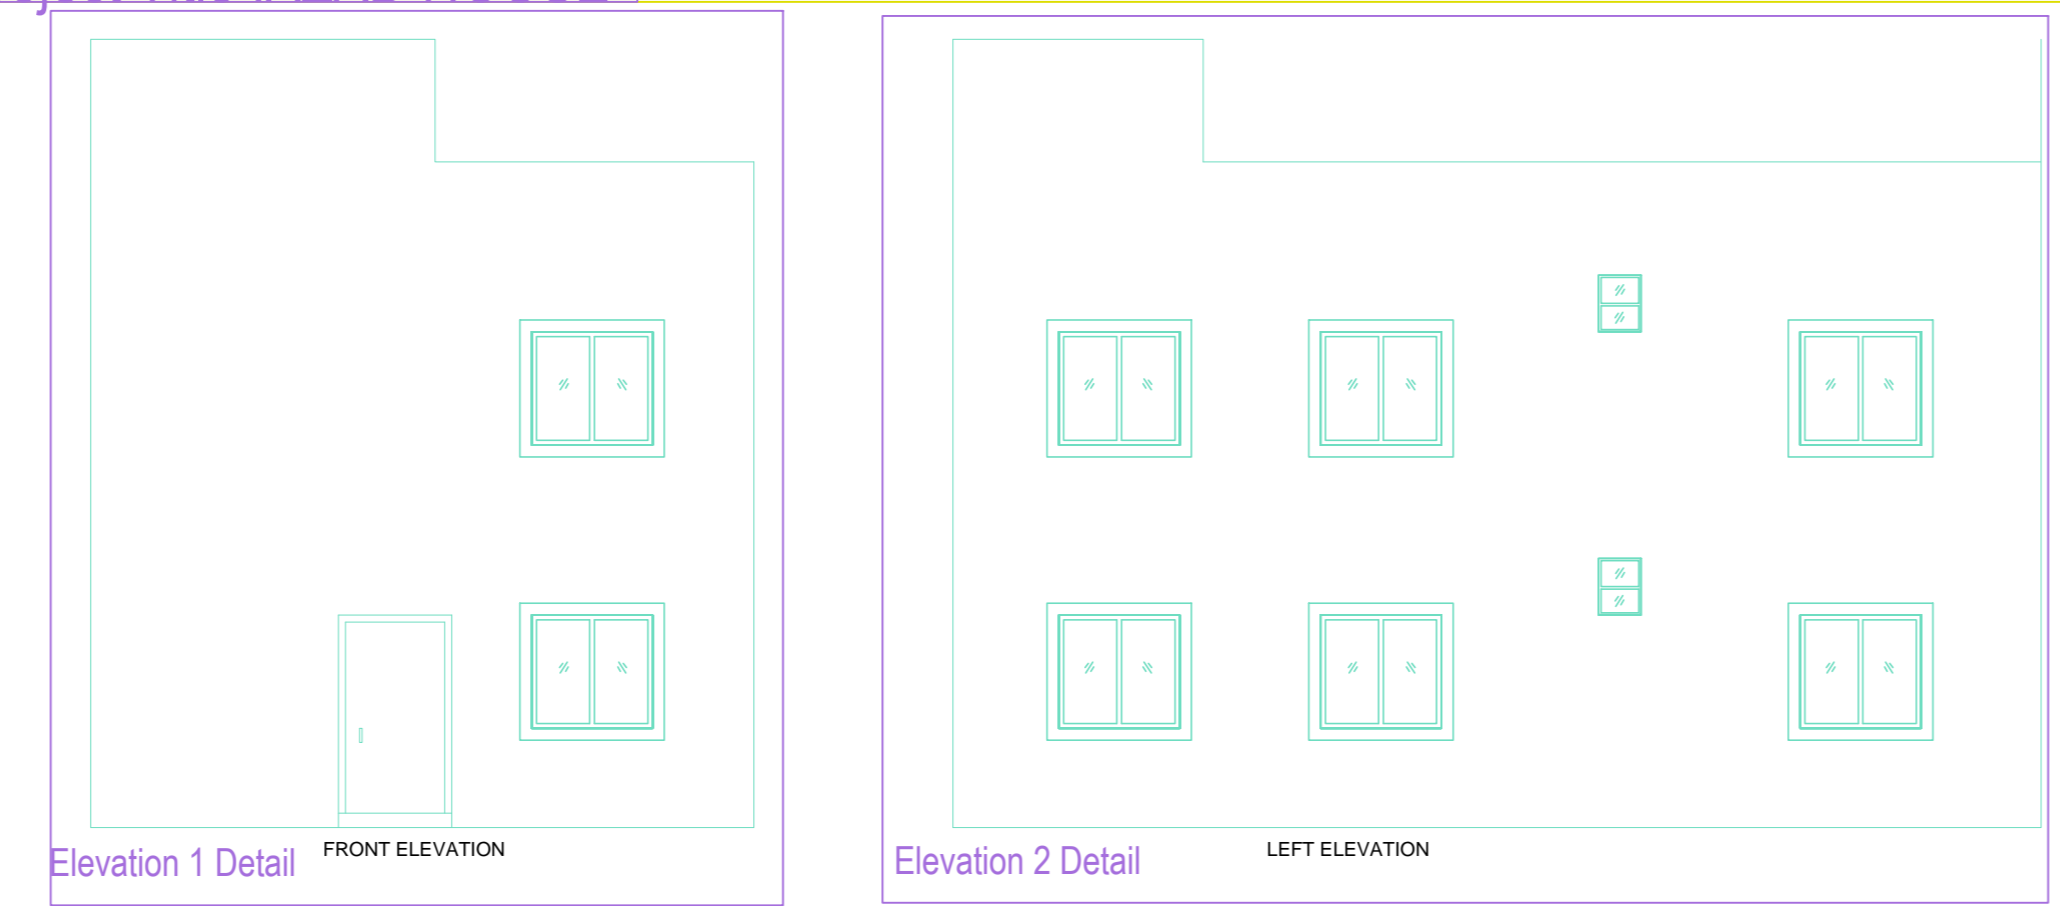 Elevation 1 Detail
FRONT ELEVATION
Elevation 2 Detail
LEFT ELEVATION